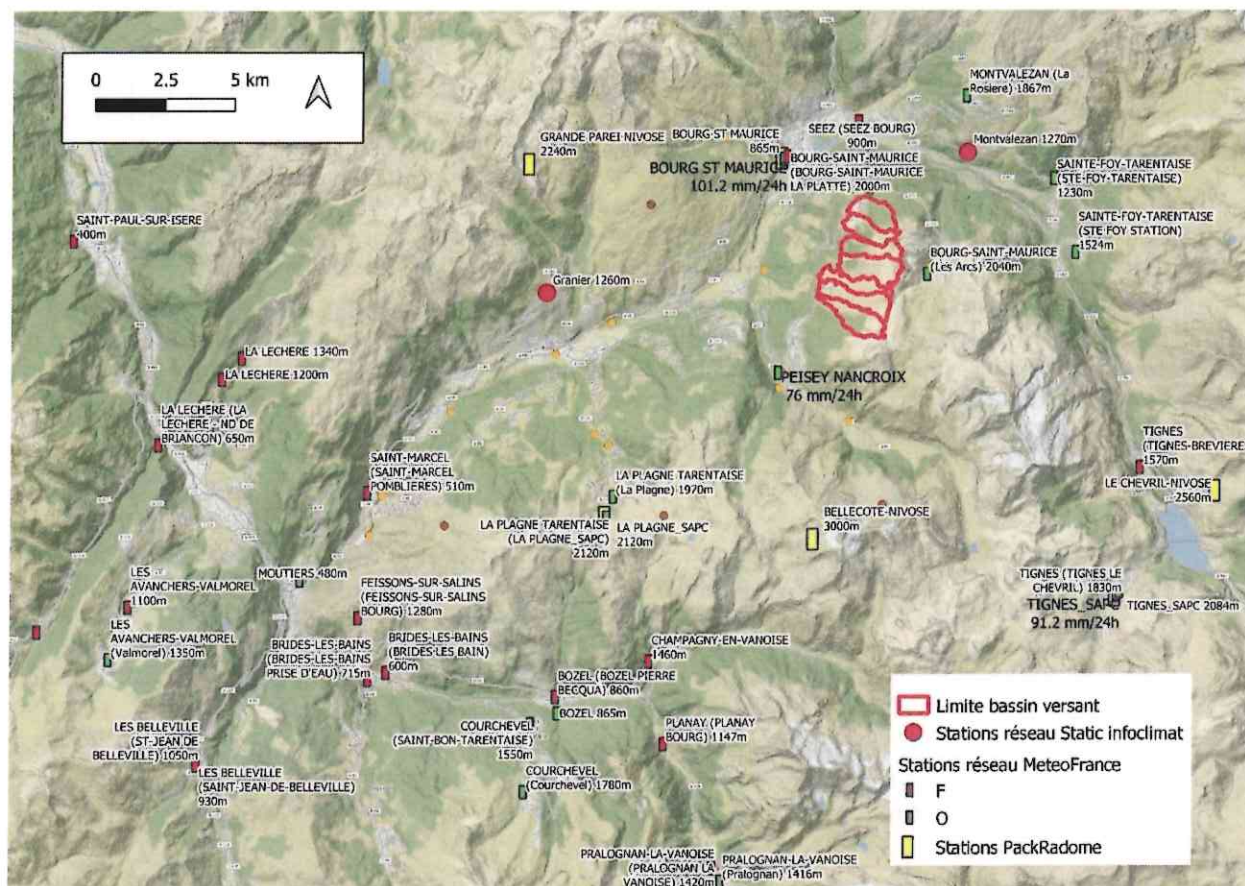 0 2.5 5 km
MONTVALEZAN (La
Rosiere) 1867m
SEEZ (SEEZ BOURG)
900m
Montvalezan 1270m
GRANDE PAREI NIVOSE
2240m
BOURG-ST MAURICE
865m
BOURG ST MAURICE
101.2 mm/24h
BOURG-SAINT-MAURICE
(BOURG-SAINT-MAURICE
LA PLATTE) 2000m
SAINTE-FOY-TARENTAISE
(STE-FOY-TARENTAISE)
1230m
SAINT-PAUL-SUR-ISERE
400m
SAINTE-FOY-TARENTAISE
(STE FOY STATION)
1524m
BOURG-SAINT-MAURICE
(Les Arcs) 2040m
Granier 1260m
LA LECHERE 1340m
LA LECHERE 1200m
PEISEY NANCROIX
76 mm/24h
LA LECHERE (LA
LECHERE - ND DE
BRIANCON) 650m
SAINT-MARCEL
(SAINT-MARCEL
POMBLIERES) 510m
TIGNES
(TIGNES-BREVIERE
1570m
LE CHEVRIL-NIVOSE
2560m
LA PLAGNE TARENTAISE
(La Plagne) 1970m
LA PLAGNE TARENTAISE
(LA PLAGNE_SAPC)
2120m
LA PLAGNE_SAPC
2120m
BELLECOTE-NIVOSE
3000m
MOUTIERS 480m
LES
AVANCHERS-VALMOREL
1100m
FEISSONS-SUR-SALINS
(FEISSONS-SUR-SALINS
BOURG) 1280m
TIGNES (TIGNES LE
CHEVRIL) 1830m
TIGNES_SAPC
91.2 mm/24h
TIGNES_SAPC 2084m
LES
AVANCHERS-VALMOREL
(Valmorel) 1350m
BRIDES-LES-BAINS
(BRIDES-LES-BAINS
PRISE D'EAU) 715m
BRIDES-LES-BAINS
(BRIDES-LES BAIN)
600m
CHAMPAGNY-EN-VANOISE
1460m
BOZEL (BOZEL PIERRE
BECQUA) 860m
BOZEL 865m
LES BELLEVILLE
(ST-JEAN DE
BELLEVILLE) 1050m
COURCHEVEL
(SAINT-BON-TARENTAISE)
1550m
PLANAY (PLANAY
BOURG) 1147m
LES BELLEVILLE
(SAINT-JEAN-DE-BELLEVILLE)
930m
COURCHEVEL
(Courchevel) 1780m
PRALOGNAN-LA-VANOISE
(PRALOGNAN LA
VANOISE) 1420m
PRALOGNAN-LA-VANOISE
(Pralognan) 1416m
Limite bassin versant
Stations réseau Static infoclimat
Stations réseau MeteoFrance
F
O
Stations PackRadome